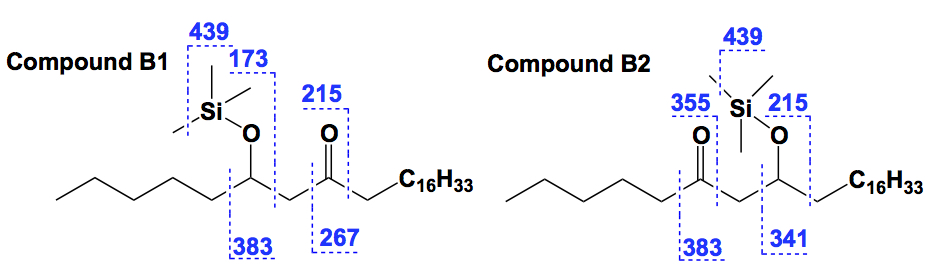 439
Compound B1
173
215
Si
O
O
C16H33
383
267
439
Compound B2
355
Si
215
O
O
C16H33
383
341